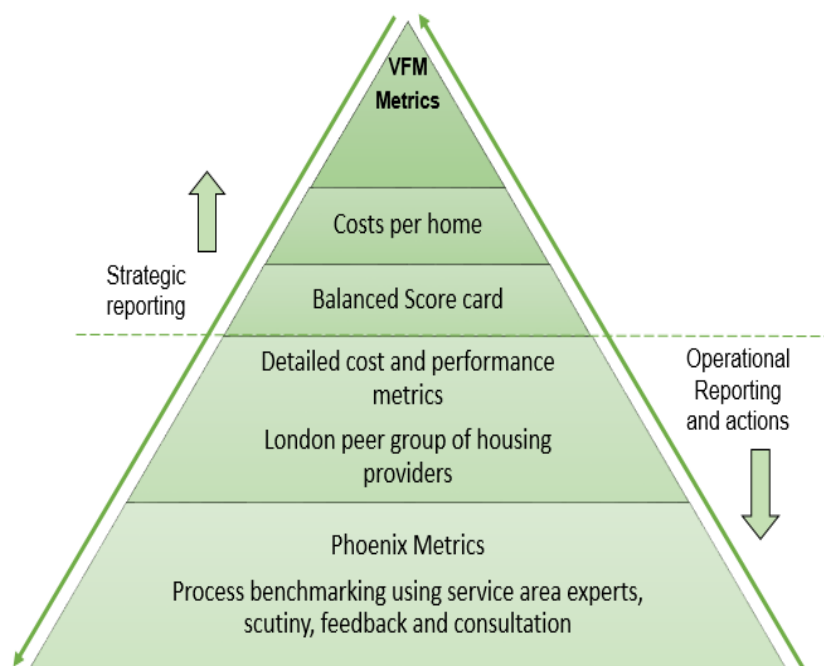 VFM
Metrics
Costs per home
Strategic
reporting
Balanced Score card
Detailed cost and performance
metrics
London peer group of housing
providers
Operational
Reporting
and actions
Phoenix Metrics
Process benchmarking using service area experts,
scutiny, feedback and consultation